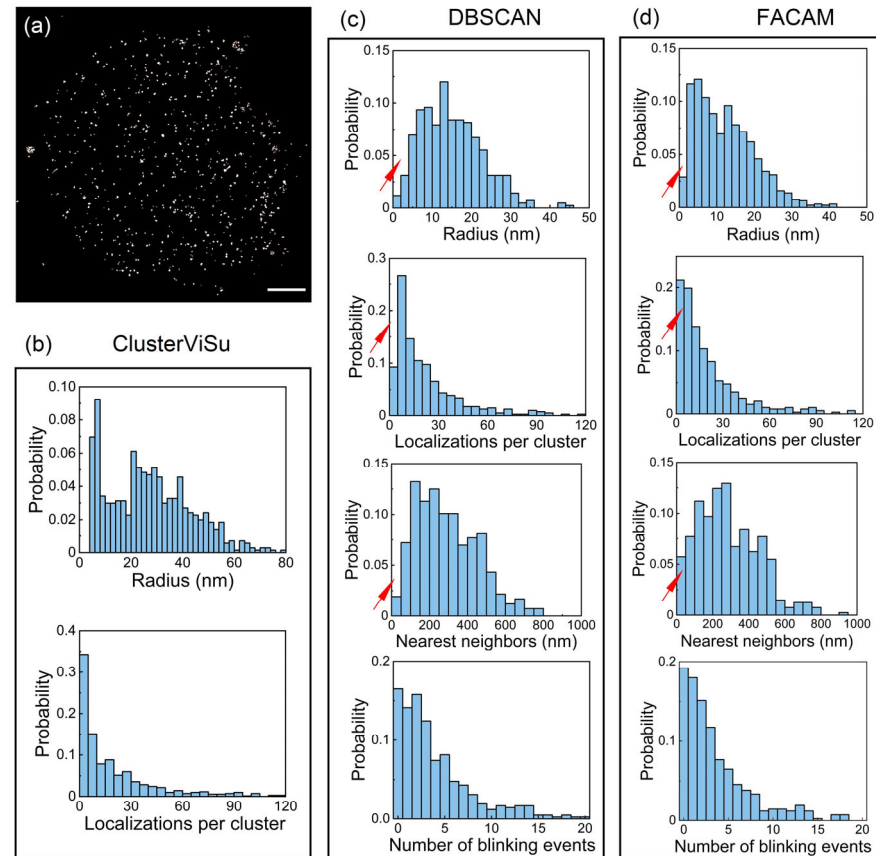 (a)
(b) ClusterViSu
0.10
0.08
0.06
0.04
0.02
0
Probability
0 20 40 60 80
Radius (nm)
0.4
0.3
0.2
0.1
0
Probability
0 30 60 90 120
Localizations per cluster
(c) DBSCAN
0.15
0.10
0.05
0
Probability
0 10 20 30 40 50
Radius (nm)
0.3
0.2
0.1
0
Probability
0 30 60 90 120
Localizations per cluster
0.15
0.10
0.05
0
Probability
0 200 400 600 800 1000
Nearest neighbors (nm)
0.2
0.1
0
Probability
0 5 10 15 20
Number of blinking events
(d) FACAM
0.15
0.10
0.05
0
Probability
0 10 20 30 40 50
Radius (nm)
0.2
0.1
0
Probability
0 30 60 90 120
Localizations per cluster
0.15
0.10
0.05
0
Probability
0 200 400 600 800 1000
Nearest neighbors (nm)
0.2
0.1
0
Probability
0 5 10 15 20
Number of blinking events